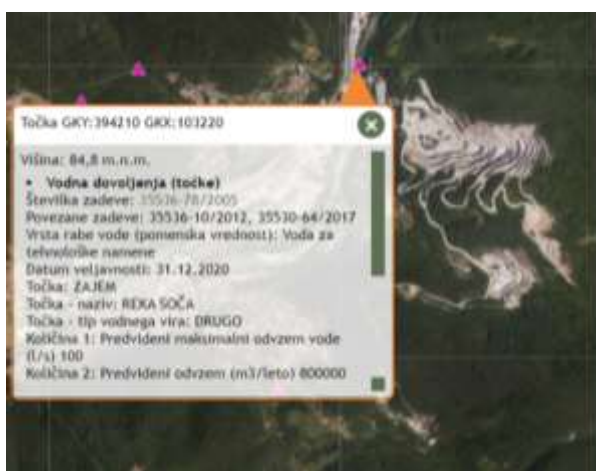 Točka GKY:394210 GKX:103220
Višina: 84,8 m.n.m.
• Vodna dovoljenja (točke)
Številka zadeve: 35536-78/2005
Povezane zadeve: 35536-10/2012, 35530-64/2017
Vrsta rabe vode (pomenska vrednost): Voda za
tehnološke namene
Datum veljavnosti: 31.12.2020
Točka: ZAJEM
Točka - naziv: REKA SOČA
Točka - tip vodnega vira: DRUGO
Količina 1: Predvideni maksimalni odvzem vode
(l/s) 100
Količina 2: Predvideni odvzem (m3/leto) 800000